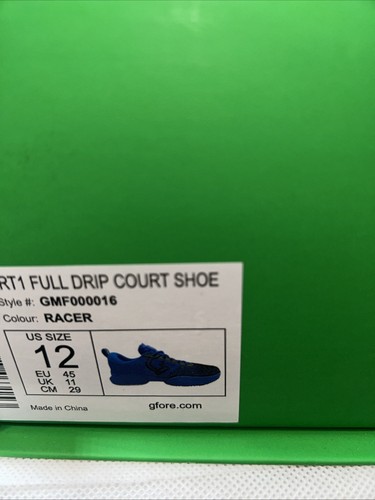 RT1 FULL DRIP COURT SHOE
Style #: GMF000016
Colour: RACER
US SIZE
12
EU 45
UK 11
CM 29
Made in China
gfore.com